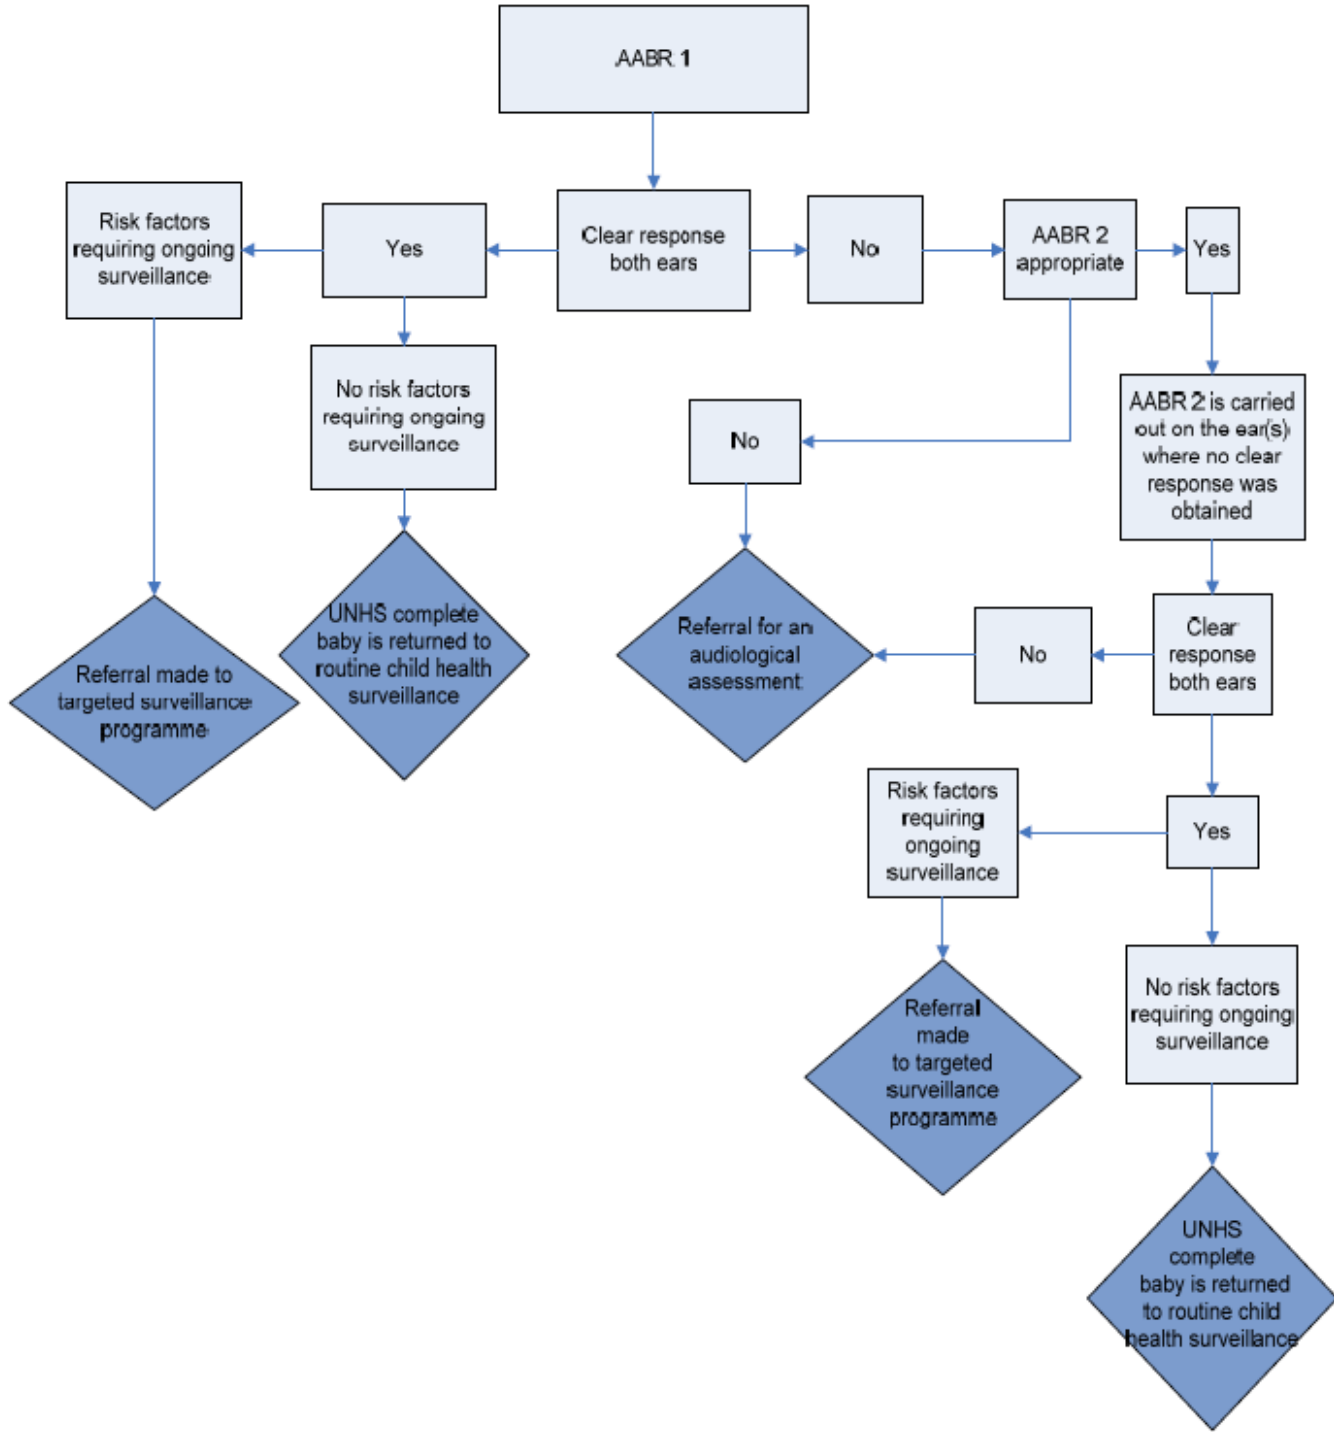 AABR 1
Risk factors
requiring ongoing
surveillance
Yes
Clear response
both ears
No
AABR 2
appropriate
Yes
No risk factors
requiring ongoing
surveillance
No
AABR 2 is carried
out on the ear(s)
where no clear
response was
obtained
Referral made to
targeted surveillance
programme
UNHS complete
baby is returned to
routine child health
surveillance
Referral for an
audiological
assessment
No
Clear
response
both ears
Risk factors
requiring
ongoing
surveillance
Yes
Referral
made
to targeted
surveillance
programme
No risk factors
requiring ongoing
surveillance
UNHS
complete
baby is returned
to routine child
health surveillance